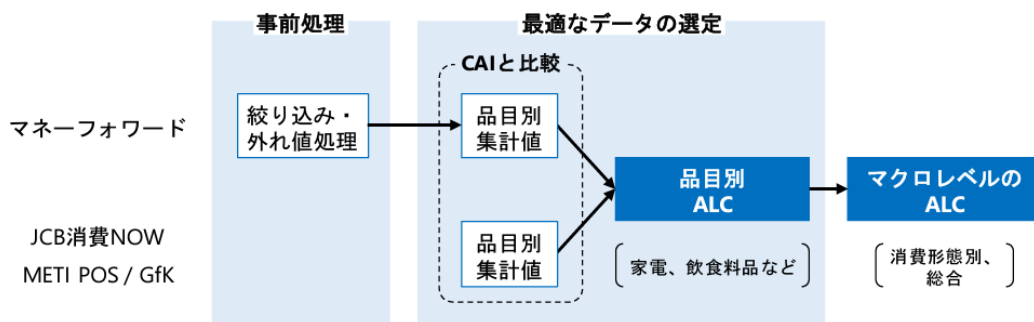 事前処理
最適なデータの選定
CAIと比較
マネーフォワード
絞り込み・
外れ値処理
品目別
集計値
品目別
ALC
マクロレベルの
ALC
JCB消費NOW
METI POS / GfK
品目別
集計値
家電、飲食料品など
消費形態別、
総合